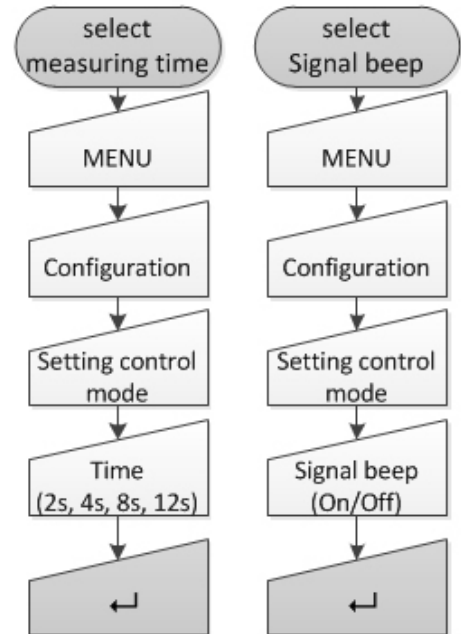 select
measuring time
MENU
Configuration
Setting control
mode
Time
(2s, 4s, 8s, 12s)
↵
select
Signal beep
MENU
Configuration
Setting control
mode
Signal beep
(On/Off)
↵